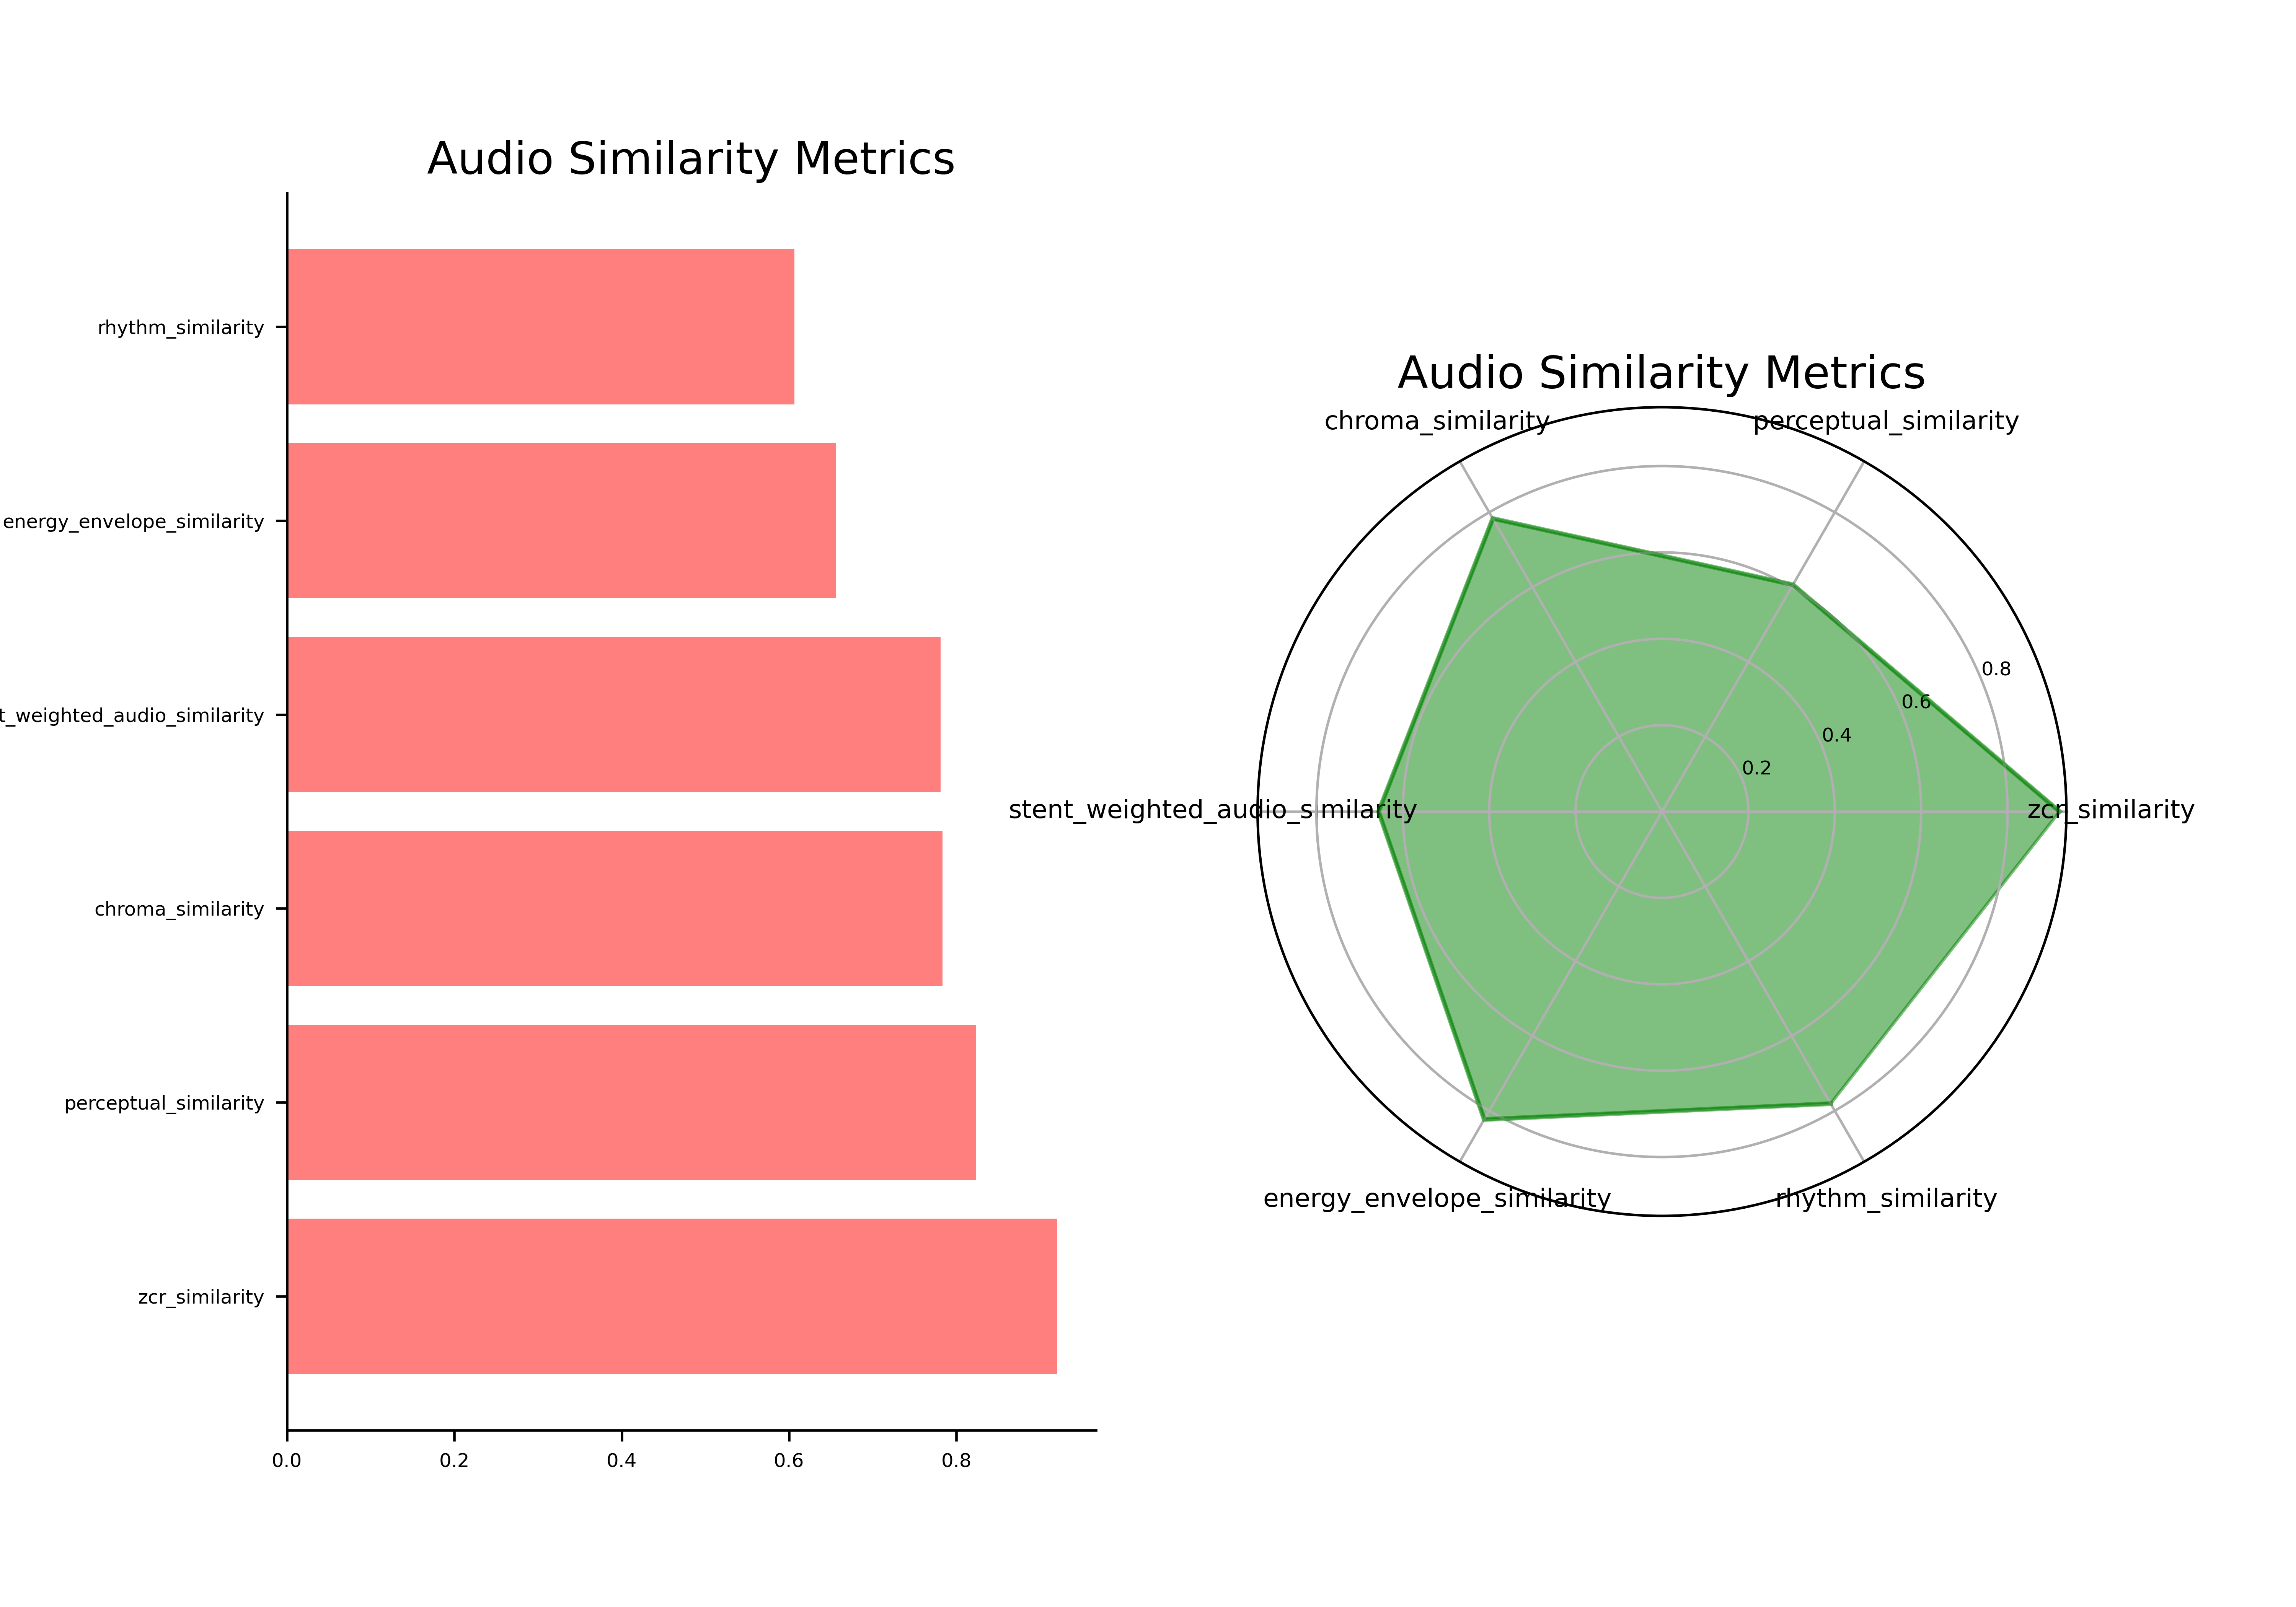 Audio Similarity Metrics
rhythm_similarity
energy_envelope_similarity
t_weighted_audio_similarity
chroma_similarity
perceptual_similarity
zcr_similarity
0.0 0.2 0.4 0.6 0.8
Audio Similarity Metrics
chroma_similarity perceptual_similarity
0.8
0.6
0.4
0.2
stent_weighted_audio_s milarity zcr_similarity
energy_envelope_similarity rhythm_similarity